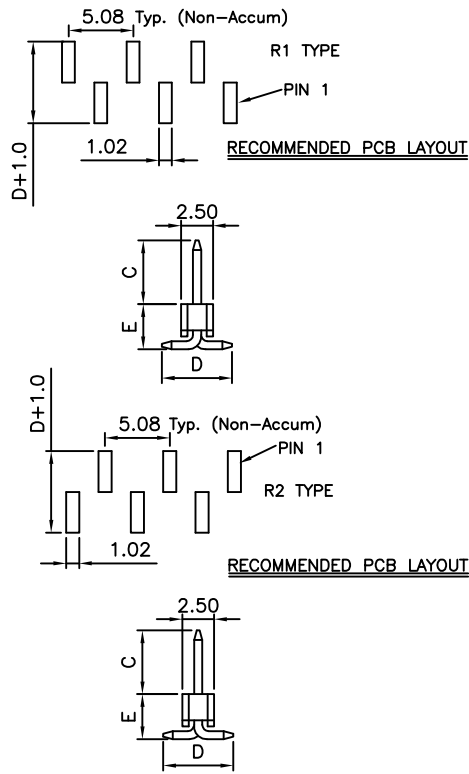 5.08 Typ. (Non-Accum)
R1 TYPE
PIN 1
D+1.0
1.02
RECOMMENDED PCB LAYOUT
2.50
C
E
D
D+1.0
5.08 Typ. (Non-Accum)
PIN 1
R2 TYPE
1.02
RECOMMENDED PCB LAYOUT
2.50
C
E
D